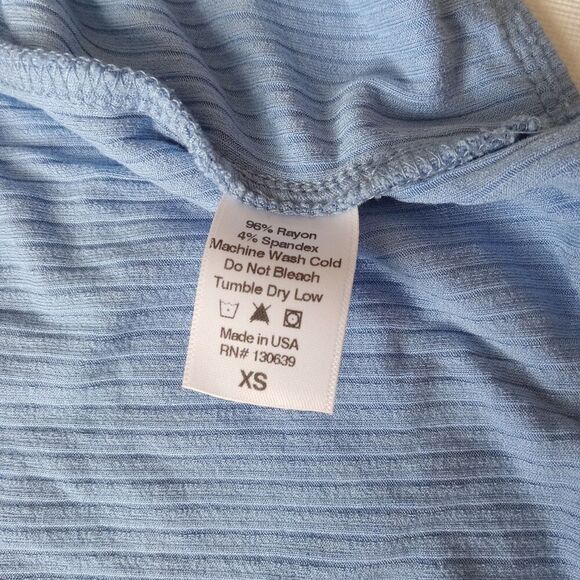 96% Rayon
4% Spandex
Machine Wash Cold
Do Not Bleach
Tumble Dry Low
Made in USA
RN# 130639
XS